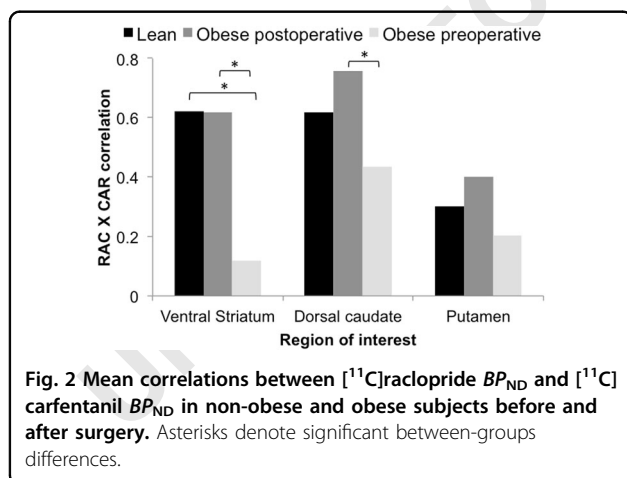 Lean Obese postoperative Obese preoperative
0.8
0.6
0.4
0.2
0
RAC X CAR correlation
*
*
*
Ventral Striatum Dorsal caudate Putamen
Region of interest
Fig. 2 Mean correlations between [11C]raclopride BPND and [11C]
carfentanil BPND in non-obese and obese subjects before and
after surgery. Asterisks denote significant between-groups
differences.